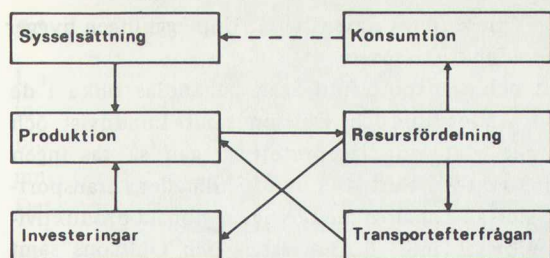 Sysselsättning
Konsumtion
Produktion
Resursfördelning
Investeringar
Transportefterfrågan